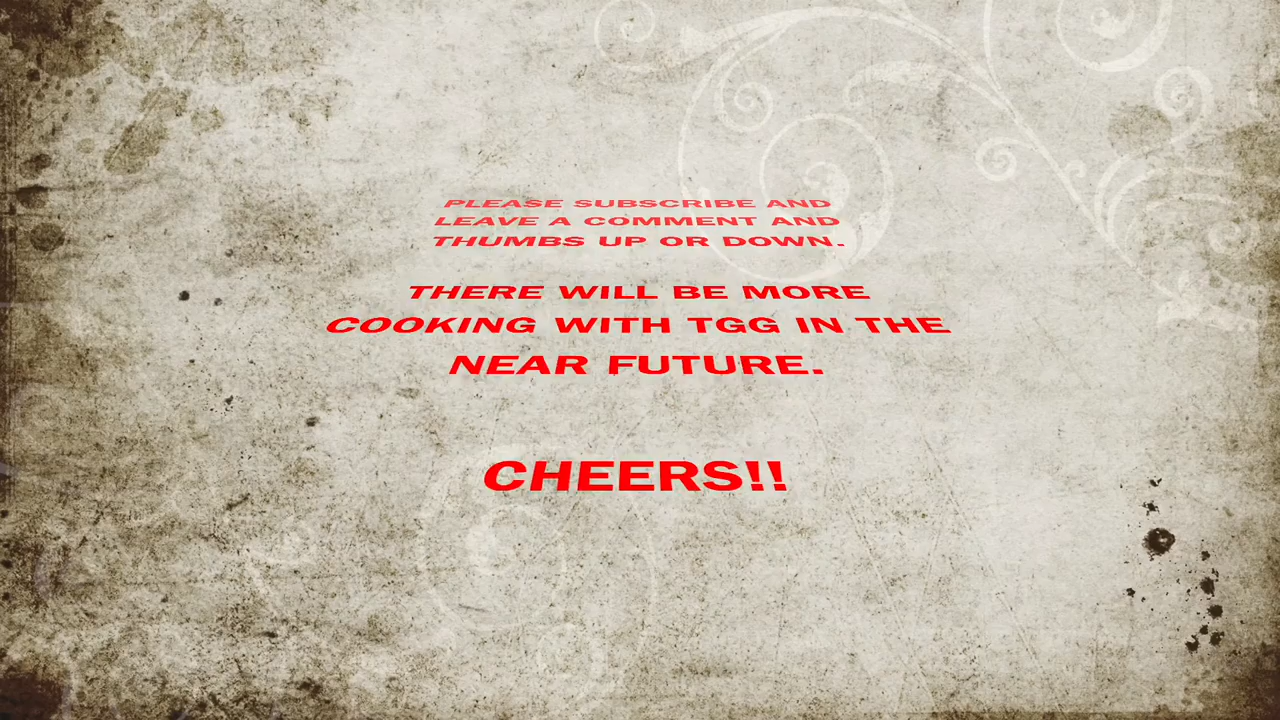 PLEASE SUBSCRIBE AND
LEAVE A COMMENT AND
THUMBS UP OR DOWN.
THERE WILL BE MORE
COOKING WITH TGG IN THE
NEAR FUTURE.
CHEERS!!